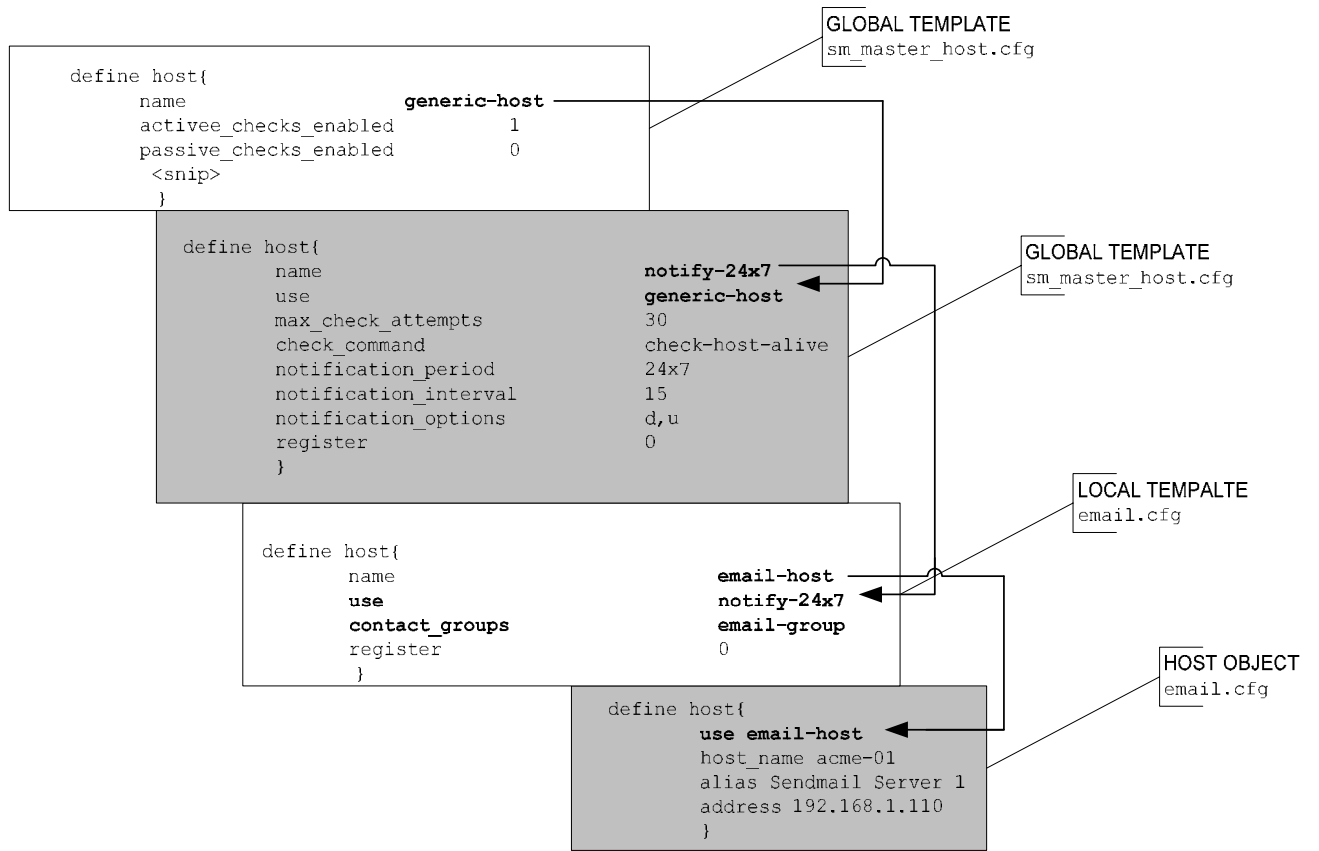 GLOBAL TEMPLATE
sm_master_host.cfg
define host{
name generic-host
activee_checks_enabled 1
passive_checks_enabled 0
<snip>
}
GLOBAL TEMPLATE
sm_master_host.cfg
define host{
name notify-24x7
use generic-host
max_check_attempts 30
check_command check-host-alive
notification_period 24x7
notification_interval 15
notification_options d,u
register 0
}
LOCAL TEMPALTE
email.cfg
define host{
name email-host
use notify-24x7
contact_groups email-group
register 0
}
HOST OBJECT
email.cfg
define host{
use email-host
host_name acme-01
alias Sendmail Server 1
address 192.168.1.110
}